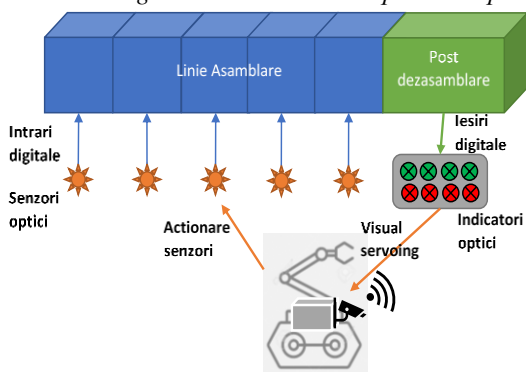 Post
dezasamblare
Linie Asamblare
Intrari
digitale
Iesiri
digitale
Senzori
optici
Actionare
senzori
Visual
servoing
Indicatori
optici